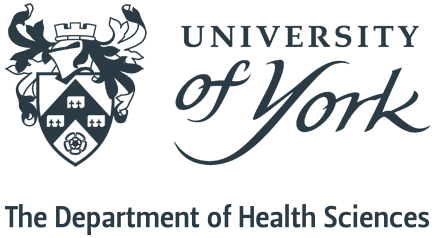 UNIVERSITY
of York
The Department of Health Sciences